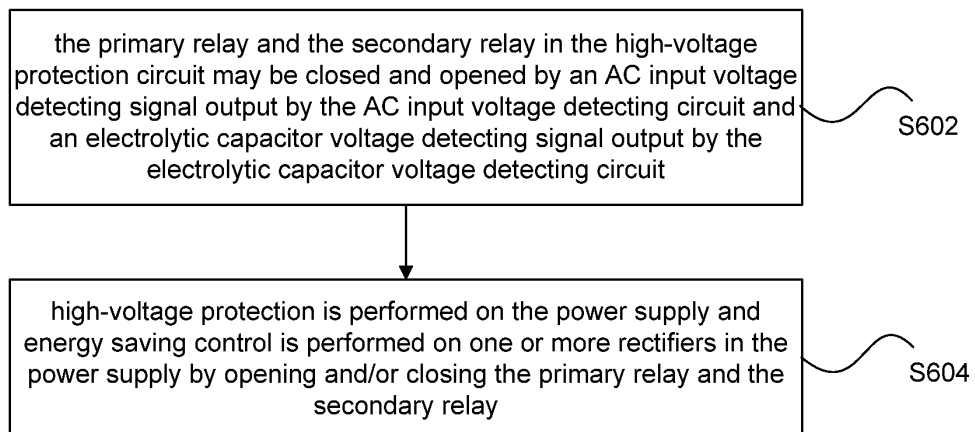 the primary relay and the secondary relay in the high-voltage
protection circuit may be closed and opened by an AC input voltage
detecting signal output by the AC input voltage detecting circuit and
an electrolytic capacitor voltage detecting signal output by the
electrolytic capacitor voltage detecting circuit
S602
high-voltage protection is performed on the power supply and
energy saving control is performed on one or more rectifiers in the
power supply by opening and/or closing the primary relay and the
secondary relay
S604